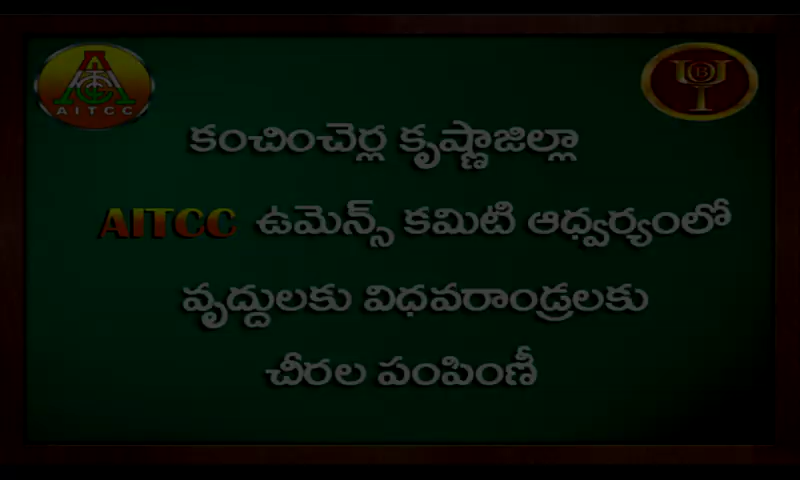 AITCC
కంచించెర్ల కృష్ణాజిల్లా
AITCC ఉమెన్స్ కమిటి ఆధ్వర్యంలో
వృద్దులకు విధవరాండ్రలకు
చీరల పంపింణీ